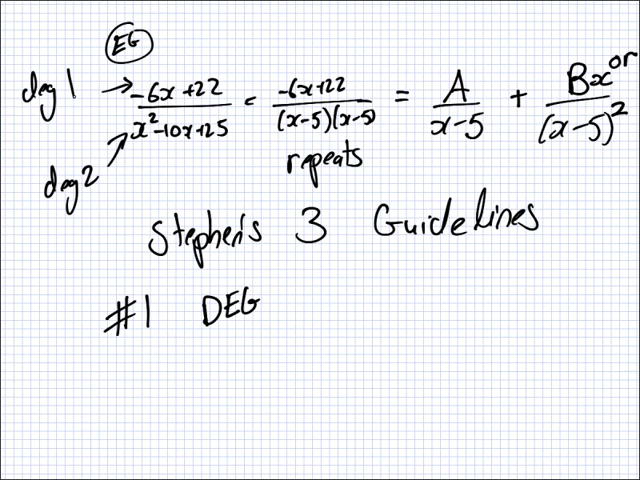 EG
deg 1 → -6x+22 / x²-10x+25 = -6x+22 / (x-5)(x-5) = A / x-5 + Bx or / (x-5)²
deg 2
repeats
Stephen's 3 Guidelines
#1 DEG